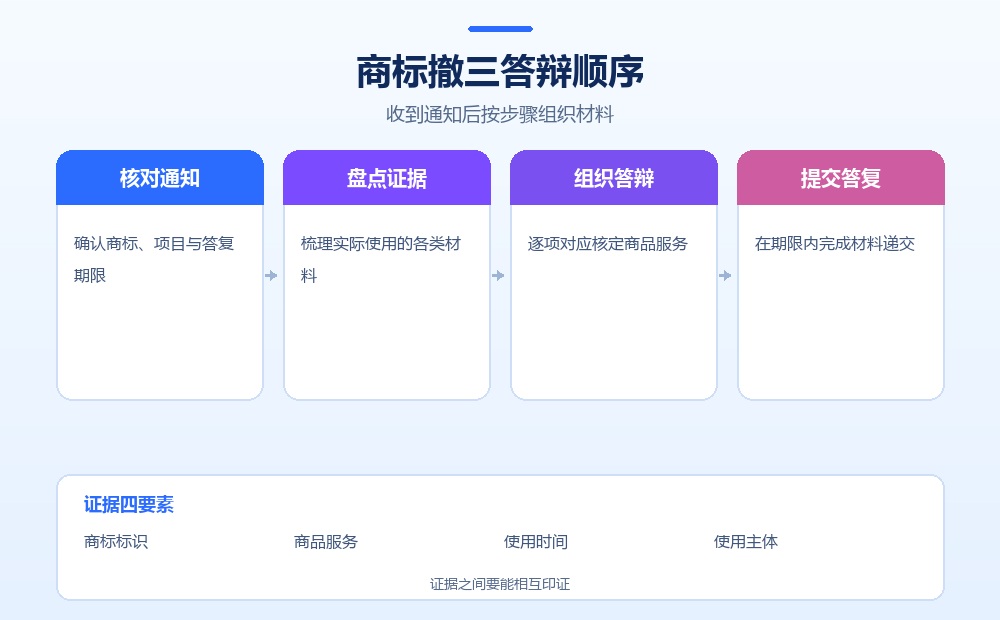 商标撤三答辩顺序
收到通知后按步骤组织材料
核对通知
确认商标、项目与答复
期限
盘点证据
梳理实际使用的各类材
料
组织答辩
逐项对应核定商品服务
提交答复
在期限内完成材料递交
证据四要素
商标标识
商品服务
使用时间
使用主体
证据之间要能相互印证